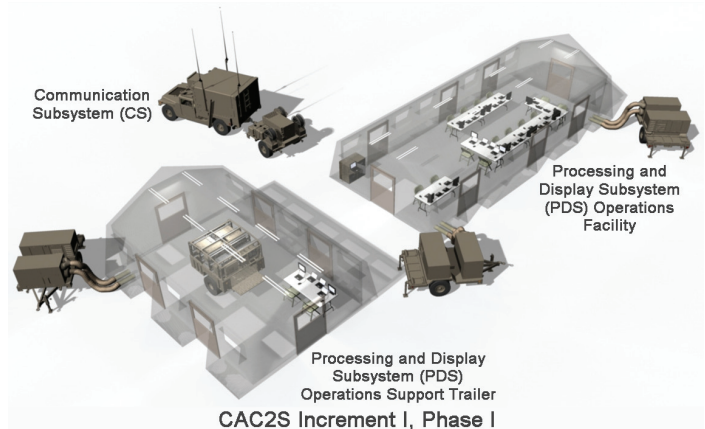 Communication
Subsystem (CS)
Processing and
Display Subsystem
(PDS) Operations
Facility
Processing and Display
Subsystem (PDS)
Operations Support Trailer
CAC2S Increment I, Phase I